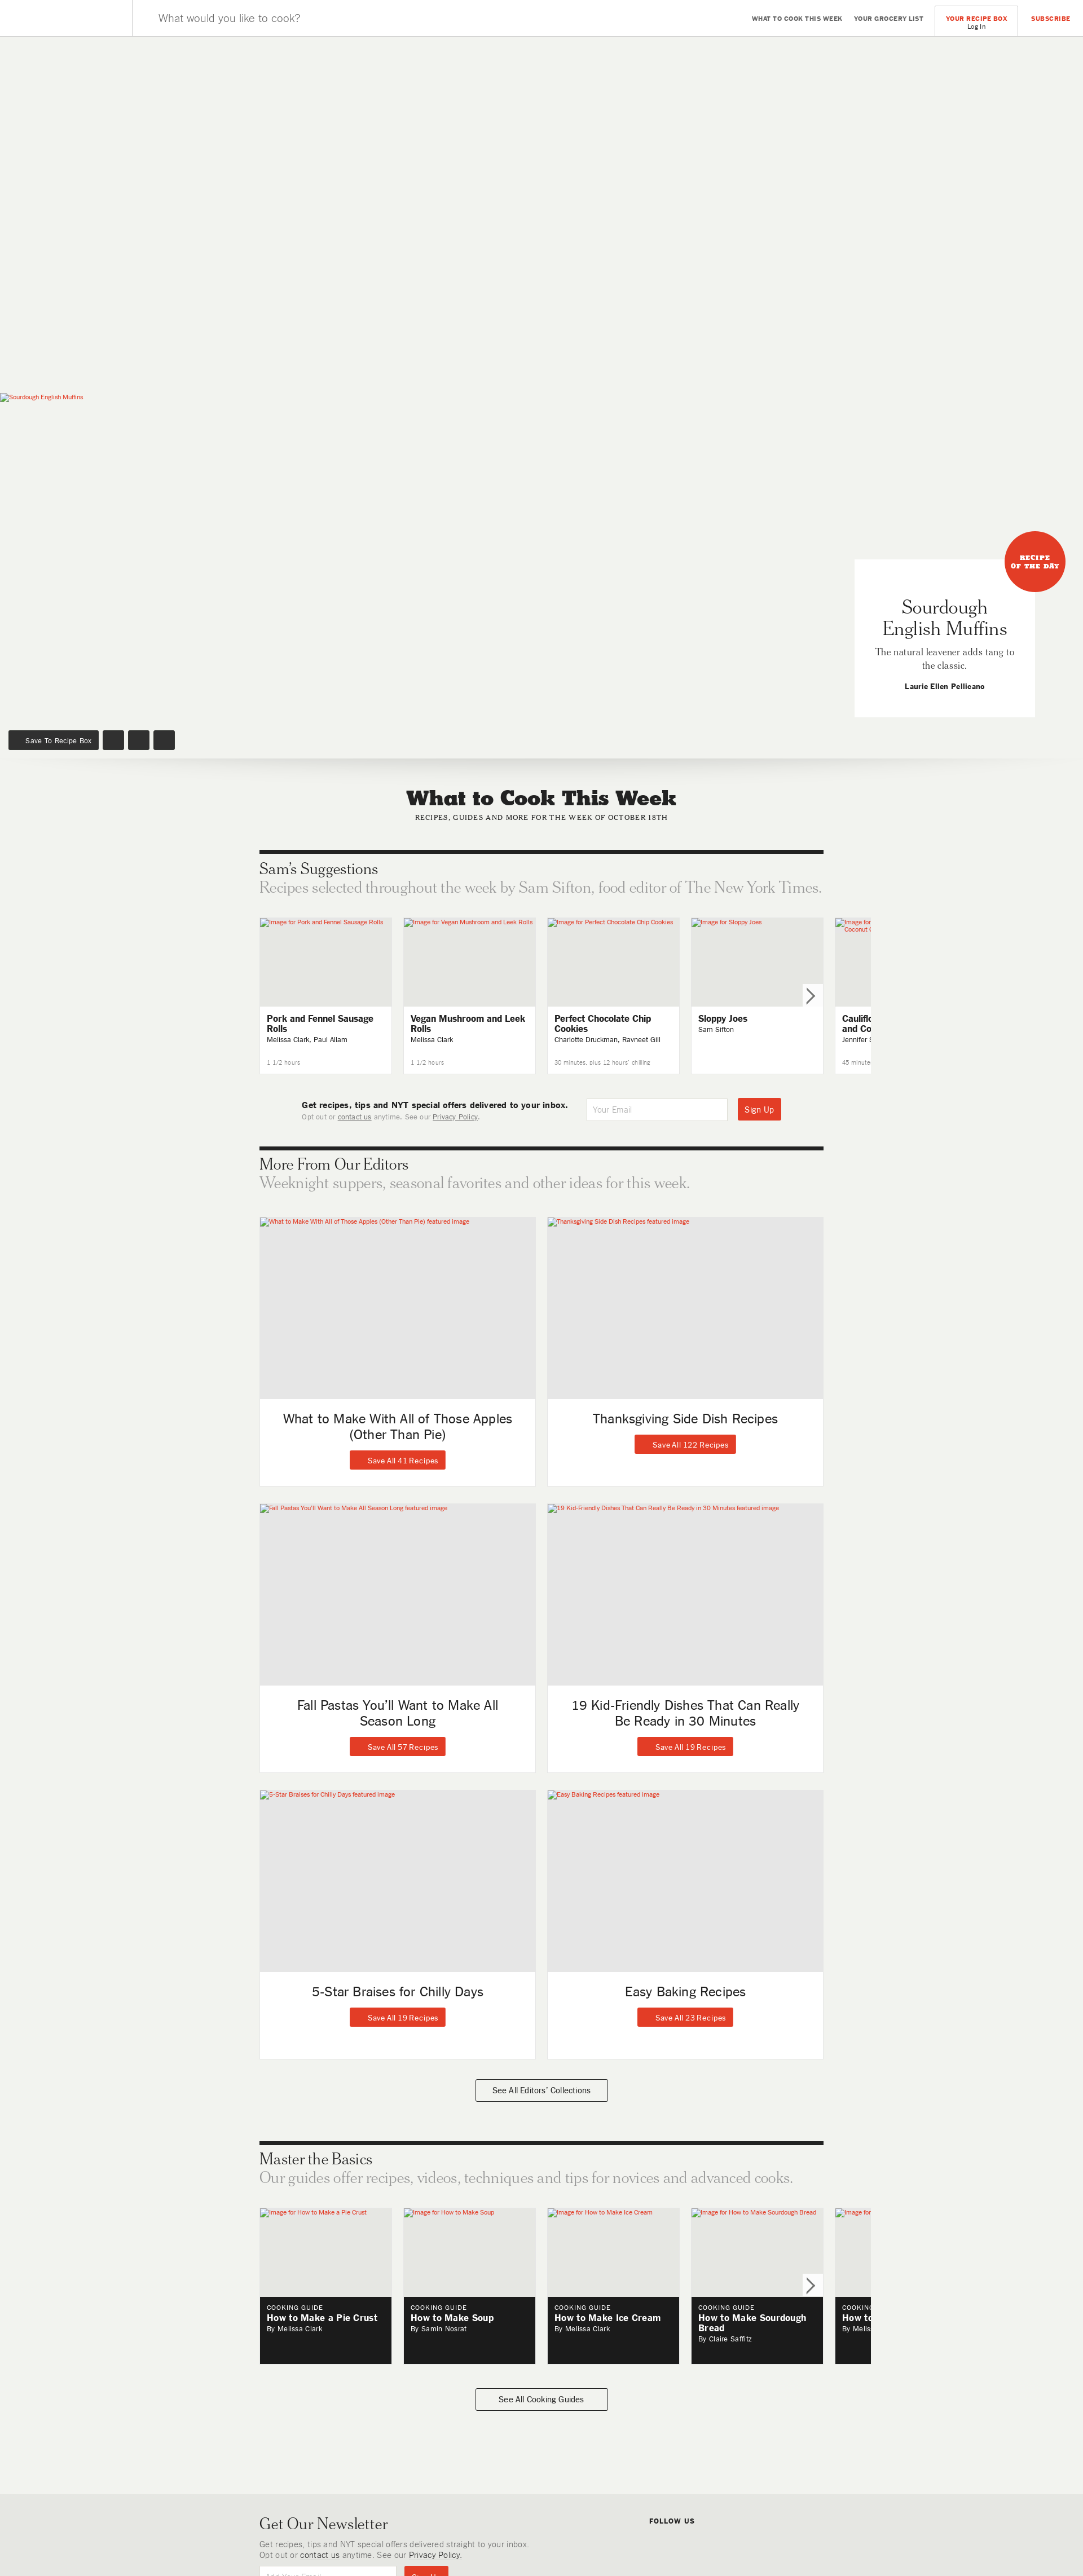 What would you like to cook?
WHAT TO COOK THIS WEEK
YOUR GROCERY LIST
YOUR RECIPE BOX
Log In
SUBSCRIBE
Sourdough English Muffins
RECIPE
OF THE DAY
Sourdough
English Muffins
The natural leavener adds tang to
the classic.
Laurie Ellen Pellicano
Save To Recipe Box
What to Cook This Week
RECIPES, GUIDES AND MORE FOR THE WEEK OF OCTOBER 18TH
Sam's Suggestions
Recipes selected throughout the week by Sam Sifton, food editor of The New York Times.
Image for Pork and Fennel Sausage Rolls
Pork and Fennel Sausage
Rolls
Melissa Clark, Paul Allam
1 1/2 hours
Image for Vegan Mushroom and Leek Rolls
Vegan Mushroom and Leek
Rolls
Melissa Clark
1 1/2 hours
Image for Perfect Chocolate Chip Cookies
Perfect Chocolate Chip
Cookies
Charlotte Druckman, Ravneet Gill
30 minutes, plus 12 hours' chilling
Image for Sloppy Joes
Sloppy Joes
Sam Sifton
Image for
Coconut
and
Jennifer
Get recipes, tips and NYT special offers delivered to your inbox.
Opt out or contact us anytime. See our Privacy Policy.
Your Email
Sign Up
More From Our Editors
Weeknight suppers, seasonal favorites and other ideas for this week.
What to Make With All of Those Apples (Other Than Pie) featured image
What to Make With All of Those Apples
(Other Than Pie)
Save All 41 Recipes
Thanksgiving Side Dish Recipes featured image
Thanksgiving Side Dish Recipes
Save All 122 Recipes
Fall Pastas You'll Want to Make All Season Long featured image
Fall Pastas You'll Want to Make All
Season Long
Save All 57 Recipes
19 Kid-Friendly Dishes That Can Really Be Ready in 30 Minutes featured image
19 Kid-Friendly Dishes That Can Really
Be Ready in 30 Minutes
Save All 19 Recipes
5-Star Braises for Chilly Days featured image
5-Star Braises for Chilly Days
Save All 19 Recipes
Easy Baking Recipes featured image
Easy Baking Recipes
Save All 23 Recipes
See All Editors' Collections
Master the Basics
Our guides offer recipes, videos, techniques and tips for novices and advanced cooks.
Image for How to Make a Pie Crust
COOKING GUIDE
How to Make a Pie Crust
By Melissa Clark
Image for How to Make Soup
COOKING GUIDE
How to Make Soup
By Samin Nosrat
Image for How to Make Ice Cream
COOKING GUIDE
How to Make Ice Cream
By Melissa Clark
Image for How to Make Sourdough Bread
COOKING GUIDE
How to Make Sourdough
Bread
By Claire Saffitz
Image for
How to
By
See All Cooking Guides
Get Our Newsletter
Get recipes, tips and NYT special offers delivered straight to your inbox.
Opt out or contact us anytime. See our Privacy Policy.
FOLLOW US